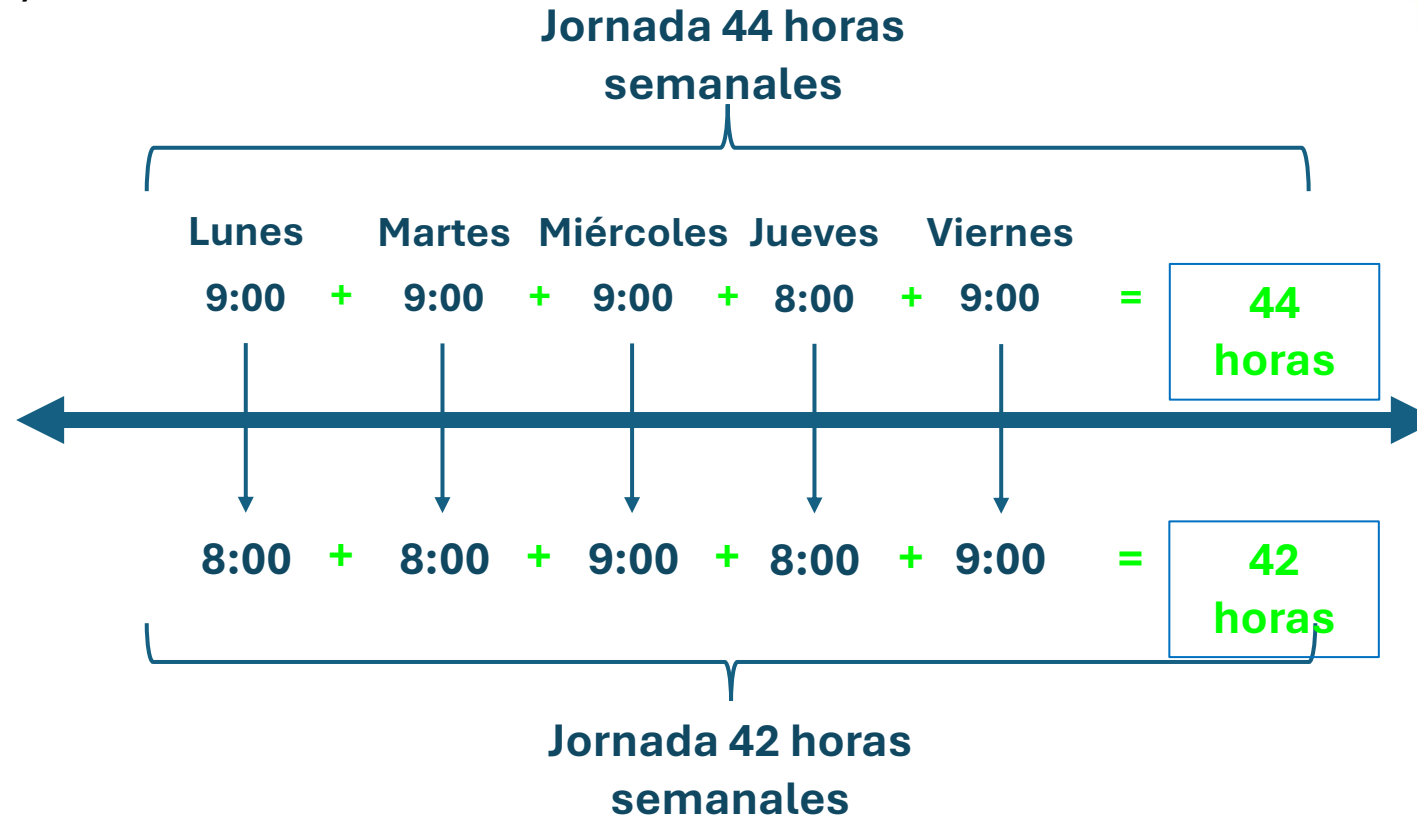 Jornada 44 horas
semanales
Lunes Martes Miércoles Jueves Viernes
9:00 + 9:00 + 9:00 + 8:00 + 9:00 = 44
horas
8:00 + 8:00 + 9:00 + 8:00 + 9:00 = 42
horas
Jornada 42 horas
semanales